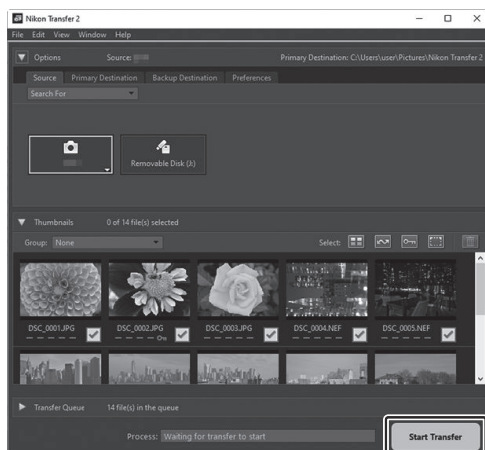 Nikon Transfer 2
File Edit View Window Help
Options Source: Primary Destination: C:\Users\user\Pictures\Nikon Transfer 2
Source Primary Destination Backup Destination Preferences
Search For
Removable Disk (J:)
Thumbnails 0 of 14 file(s) selected
Group: None Select:
DSC_0001.JPG DSC_0002.JPG DSC_0003.JPG DSC_0004.NEF DSC_0005.NEF
Transfer Queue 14 file(s) in the queue
Process: Waiting for transfer to start Start Transfer